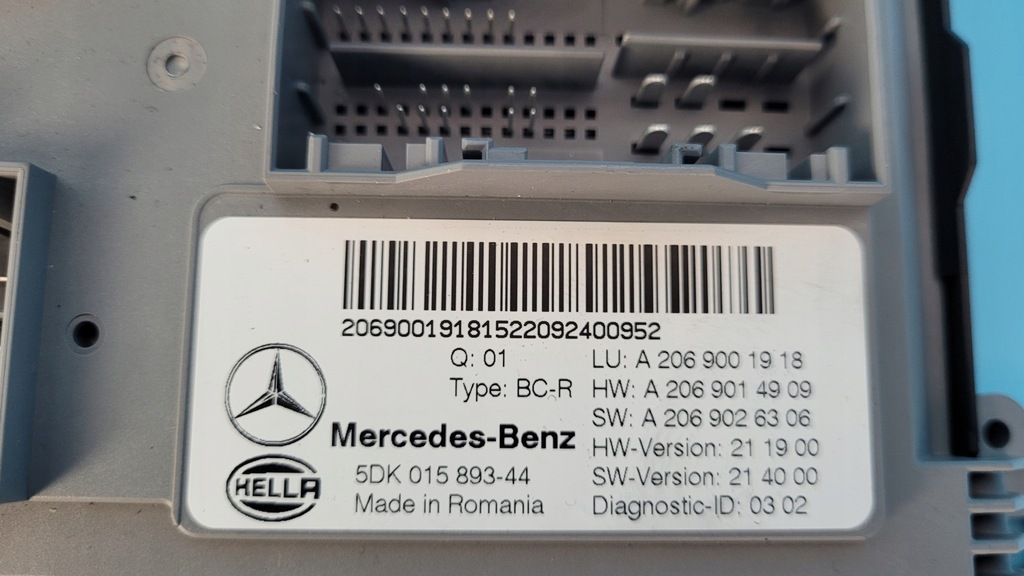 2069001918152209240​0952
Q: 01
Type: BC-R
LU: A 206 900 19 18
HW: A 206 901 49 09
SW: A 206 902 63 06
HW-Version: 21 19 00
SW-Version: 21 40 00
Diagnostic-ID: 03 02
Mercedes-Benz
5DK 015 893-44
Made in Romania
HELLA